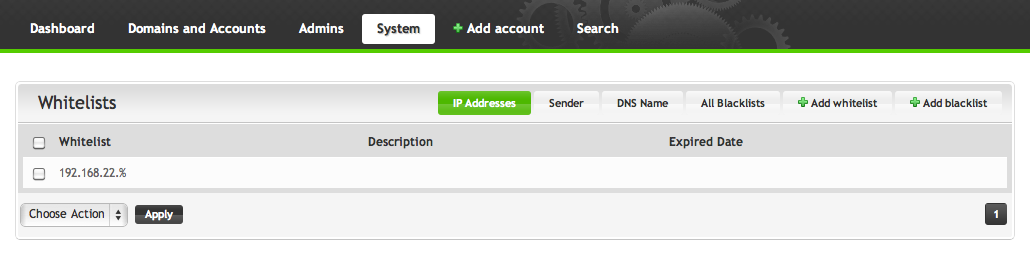 Dashboard Domains and Accounts Admins System Add account Search
Whitelists IP Addresses Sender DNS Name All Blacklists Add whitelist Add blacklist
Whitelist Description Expired Date
192.168.22.%
Choose Action Apply 1